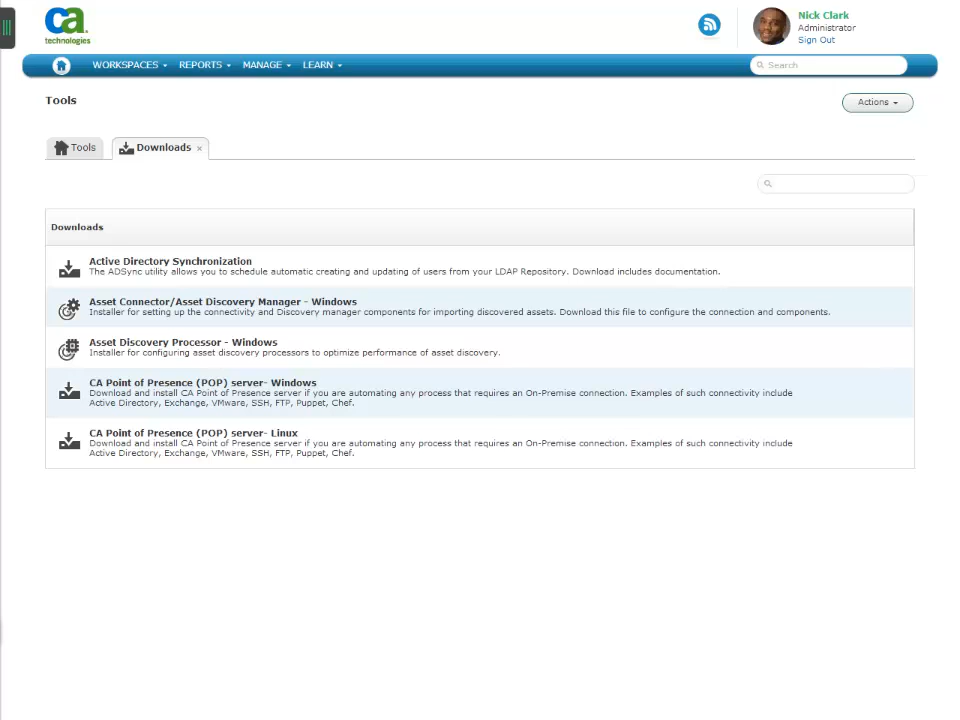 ca
technologies
Nick Clark
Administrator
Sign Out
WORKSPACES REPORTS MANAGE LEARN Search
Tools
Actions
Tools Downloads ×
Downloads
Active Directory Synchronization
The ADSync utility allows you to schedule automatic creating and updating of users from your LDAP Repository. Download includes documentation.
Asset Connector/Asset Discovery Manager - Windows
Installer for setting up the connectivity and Discovery manager components for importing discovered assets. Download this file to configure the connection and components.
Asset Discovery Processor - Windows
Installer for configuring asset discovery processors to optimize performance of asset discovery.
CA Point of Presence (POP) server- Windows
Download and install CA Point of Presence server if you are automating any process that requires an On-Premise connection. Examples of such connectivity include
Active Directory, Exchange, VMware, SSH, FTP, Puppet, Chef.
CA Point of Presence (POP) server- Linux
Download and install CA Point of Presence server if you are automating any process that requires an On-Premise connection. Examples of such connectivity include
Active Directory, Exchange, VMware, SSH, FTP, Puppet, Chef.